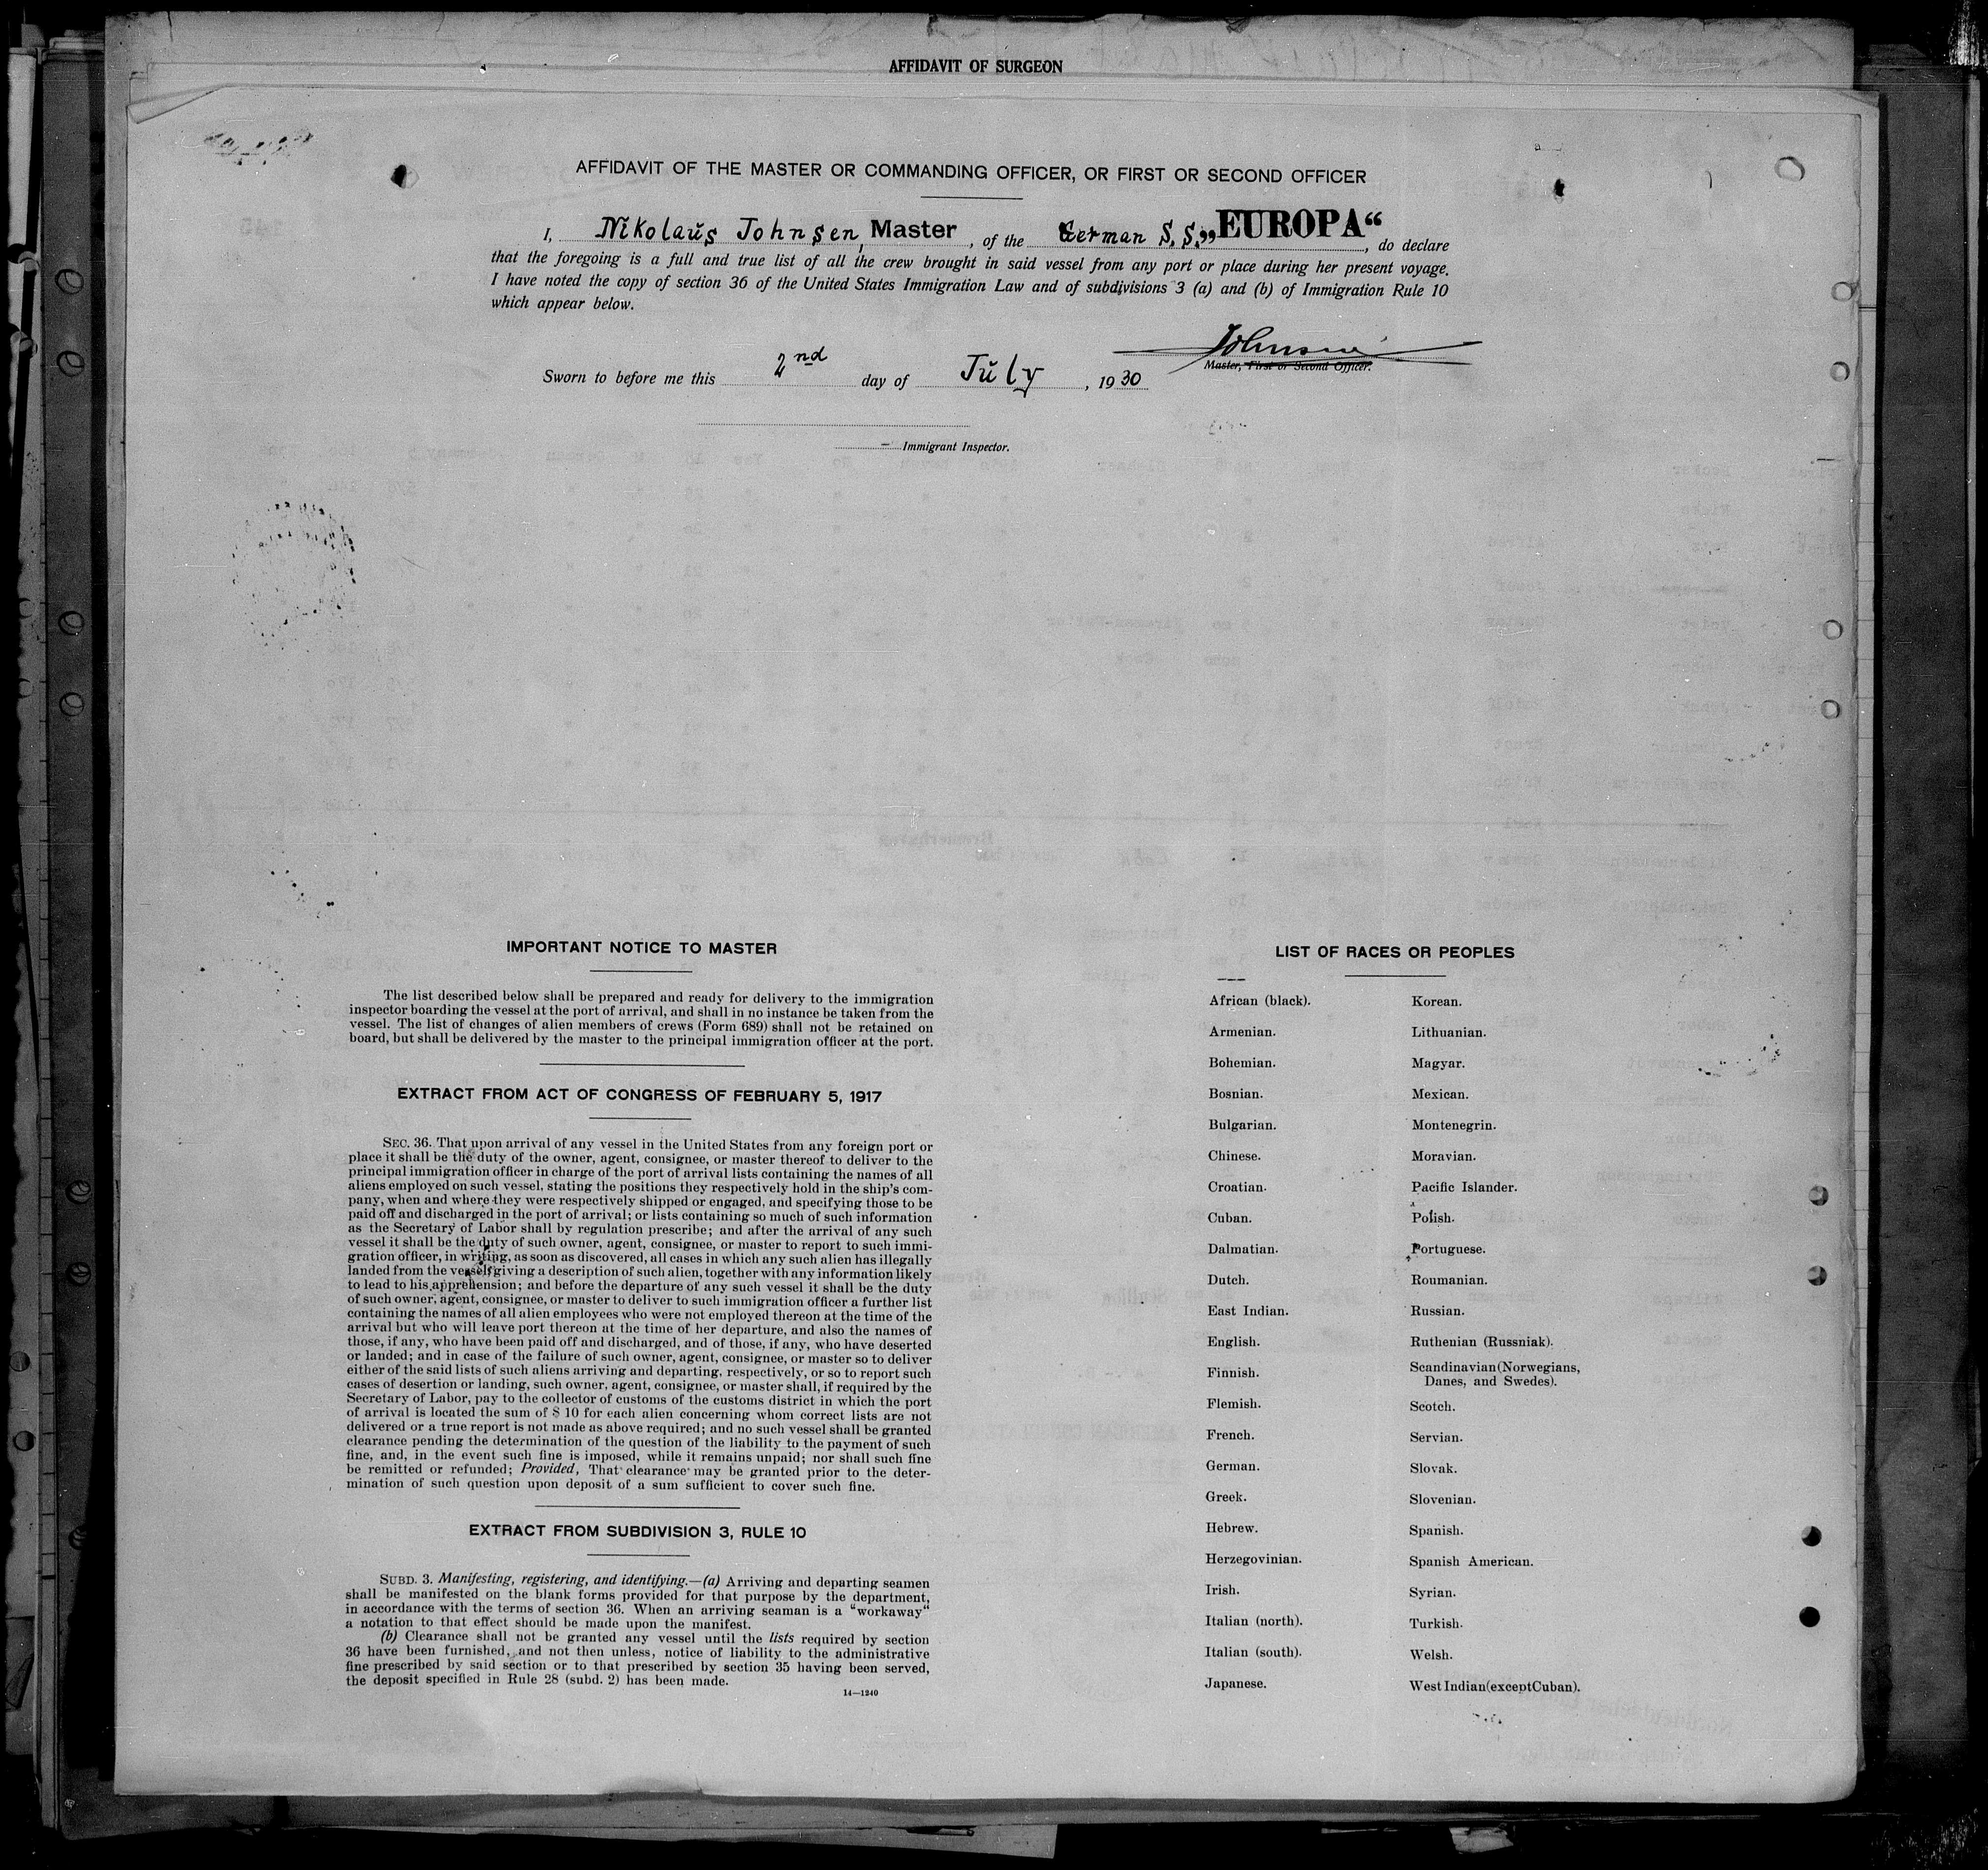 AFFIDAVIT OF SURGEON
AFFIDAVIT OF THE MASTER OR COMMANDING OFFICER, OR FIRST OR SECOND OFFICER
I, Nikolaus Johnsen, Master, of the German S.S. „EUROPA“, do declare
that the foregoing is a full and true list of all the crew brought in said vessel from any port or place during her present voyage.
I have noted the copy of section 36 of the United States Immigration Law and of subdivisions 3 (a) and (b) of Immigration Rule 10
which appear below.
Johnsen
Master, First or Second Officer.
Sworn to before me this 2nd day of July, 1930
Immigrant Inspector.
IMPORTANT NOTICE TO MASTER
The list described below shall be prepared and ready for delivery to the immigration
inspector boarding the vessel at the port of arrival, and shall in no instance be taken from the
vessel. The list of changes of alien members of crews (Form 689) shall not be retained on
board, but shall be delivered by the master to the principal immigration officer at the port.
EXTRACT FROM ACT OF CONGRESS OF FEBRUARY 5, 1917
SEC. 36. That upon arrival of any vessel in the United States from any foreign port or
place it shall be the duty of the owner, agent, consignee, or master thereof to deliver to the
principal immigration officer in charge of the port of arrival lists containing the names of all
aliens employed on such vessel, stating the positions they respectively hold in the ship's com-
pany, when and where they were respectively shipped or engaged, and specifying those to be
paid off and discharged in the port of arrival; or lists containing so much of such information
as the Secretary of Labor shall by regulation prescribe; and after the arrival of any such
vessel it shall be the duty of such owner, agent, consignee, or master to report to such immi-
gration officer, in writing, as soon as discovered, all cases in which any such alien has illegally
landed from the vessel, giving a description of such alien, together with any information likely
to lead to his apprehension; and before the departure of any such vessel it shall be the duty
of such owner, agent, consignee, or master to deliver to such immigration officer a further list
containing the names of all alien employees who were not employed thereon at the time of the
arrival but who will leave port thereon at the time of her departure, and also the names of
those, if any, who have been paid off and discharged, and of those, if any, who have deserted
or landed; and in case of the failure of such owner, agent, consignee, or master so to deliver
either of the said lists of such aliens arriving and departing, respectively, or so to report such
cases of desertion or landing, such owner, agent, consignee, or master shall, if required by the
Secretary of Labor, pay to the collector of customs of the customs district in which the port
of arrival is located the sum of $ 10 for each alien concerning whom correct lists are not
delivered or a true report is not made as above required; and no such vessel shall be granted
clearance pending the determination of the question of the liability to the payment of such
fine, and, in the event such fine is imposed, while it remains unpaid; nor shall such fine
be remitted or refunded; Provided, That clearance may be granted prior to the deter-
mination of such question upon deposit of a sum sufficient to cover such fine.
EXTRACT FROM SUBDIVISION 3, RULE 10
SUBD. 3. Manifesting, registering, and identifying.—(a) Arriving and departing seamen
shall be manifested on the blank forms provided for that purpose by the department,
in accordance with the terms of section 36. When an arriving seaman is a “workaway“
a notation to that effect should be made upon the manifest.
(b) Clearance shall not be granted any vessel until the lists required by section
36 have been furnished, and not then unless, notice of liability to the administrative
fine prescribed by said section or to that prescribed by section 35 having been served,
the deposit specified in Rule 28 (subd. 2) has been made.
14—1240
LIST OF RACES OR PEOPLES
African (black).
Armenian.
Bohemian.
Bosnian.
Bulgarian.
Chinese.
Croatian.
Cuban.
Dalmatian.
Dutch.
East Indian.
English.
Finnish.
Flemish.
French.
German.
Greek.
Hebrew.
Herzegovinian.
Irish.
Italian (north).
Italian (south).
Japanese.
Korean.
Lithuanian.
Magyar.
Mexican.
Montenegrin.
Moravian.
Pacific Islander.
Polish.
Portuguese.
Roumanian.
Russian.
Ruthenian (Russniak).
Scandinavian (Norwegians,
Danes, and Swedes).
Scotch.
Servian.
Slovak.
Slovenian.
Spanish.
Spanish American.
Syrian.
Turkish.
Welsh.
West Indian (except Cuban).